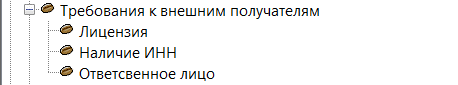 Требования к внешним получателям
Лицензия
Наличие ИНН
Ответсвенное лицо